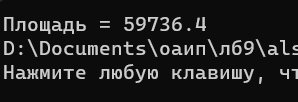 Площадь = 59736.4
D:\Documents\оаип\лб9\als
Нажмите любую клавишу, чт